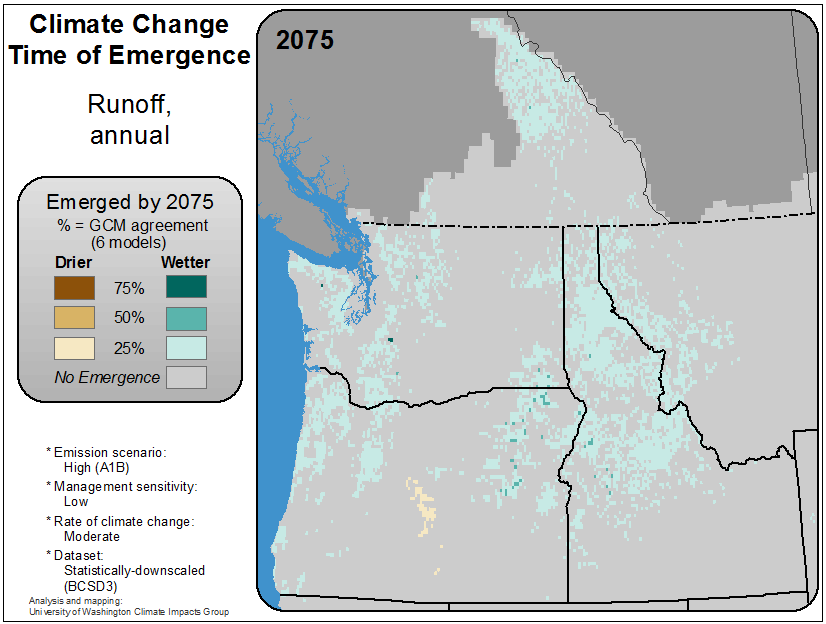 Climate Change
Time of Emergence
Runoff,
annual
Emerged by 2075
% = GCM agreement
(6 models)
Drier Wetter
75%
50%
25%
No Emergence
* Emission scenario:
High (A1B)
* Management sensitivity:
Low
* Rate of climate change:
Moderate
* Dataset:
Statistically-downscaled
(BCSD3)
Analysis and mapping:
University of Washington Climate Impacts Group
2075